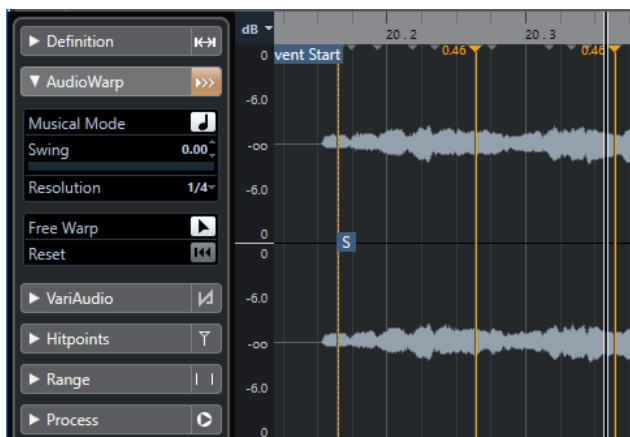 Definition
AudioWarp
Musical Mode
Swing 0.00
Resolution 1/4
Free Warp
Reset
VariAudio
Hitpoints
Range
Process
dB
20.2 20.3
vent Start 0.46 0.46
0
-6.0
-oo
-6.0
0
S
0
-6.0
-oo
-6.0
0